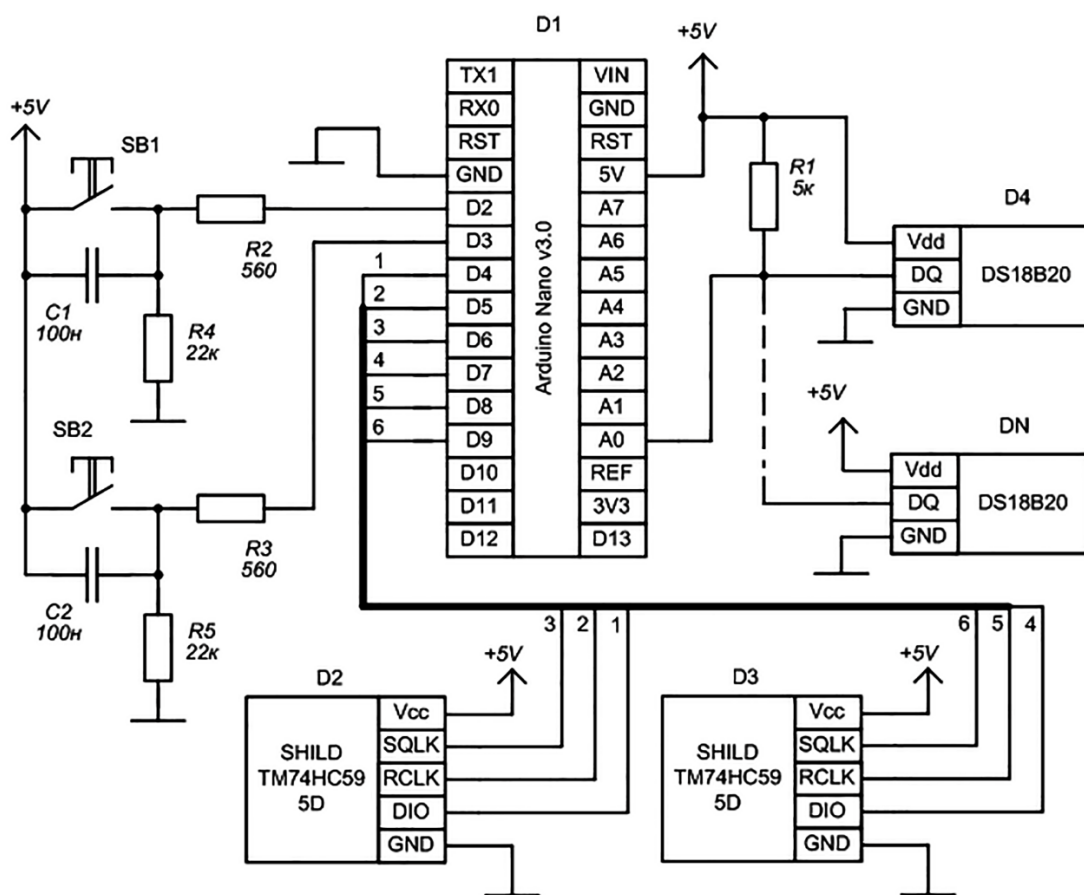 D1
+5V
+5V
SB1
R2
560
C1
100н
R4
22к
SB2
R3
560
C2
100н
R5
22к
TX1
RX0
RST
GND
D2
D3
D4
D5
D6
D7
D8
D9
D10
D11
D12
Arduino Nano v3.0
VIN
GND
RST
5V
A7
A6
A5
A4
A3
A2
A1
A0
REF
3V3
D13
1
2
3
4
5
6
R1
5к
D4
Vdd
DQ
GND
DS18B20
+5V
DN
Vdd
DQ
GND
DS18B20
3 2 1
6 5 4
D2
+5V
SHILD
TM74HC59
5D
Vcc
SQLK
RCLK
DIO
GND
D3
+5V
SHILD
TM74HC59
5D
Vcc
SQLK
RCLK
DIO
GND